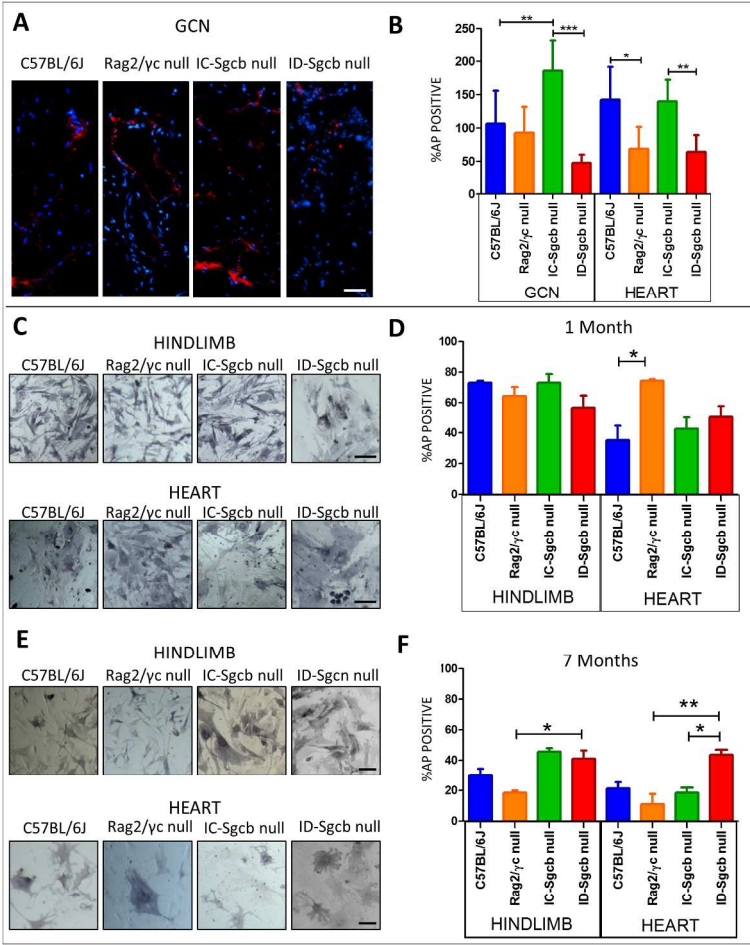 A
GCN
C57BL/6J Rag2/γc null IC-Sgcb null ID-Sgcb null
B
%AP POSITIVE
250
200
150
100
50
0
** ***
* **
C57BL/6J
Rag2/γc null
IC-Sgcb null
ID-Sgcb null
C57BL/6J
Rag2/γc null
IC-Sgcb null
ID-Sgcb null
GCN HEART
C
HINDLIMB
C57BL/6J Rag2/γc null IC-Sgcb null ID-Sgcb null
HEART
C57BL/6J Rag2/γc null IC-Sgcb null ID-Sgcb null
D
1 Month
%AP POSITIVE
100
80
60
40
20
0
*
C57BL/6J
Rag2/γc null
IC-Sgcb null
ID-Sgcb null
C57BL/6J
Rag2/γc null
IC-Sgcb null
ID-Sgcb null
HINDLIMB HEART
E
HINDLIMB
C57BL/6J Rag2/γc null IC-Sgcb null ID-Sgcn null
HEART
C57BL/6J Rag2/γc null IC-Sgcb null ID-Sgcb null
F
7 Months
%AP POSITIVE
100
80
60
40
20
0
*
**
*
C57BL/6J
Rag2/γc null
IC-Sgcb null
ID-Sgcb null
C57BL/6J
Rag2/γc null
IC-Sgcb null
ID-Sgcb null
HINDLIMB HEART